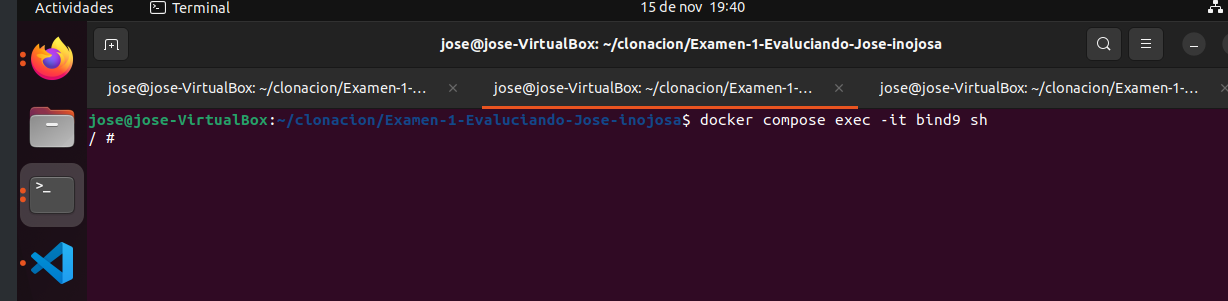 Actividades Terminal 15 de nov 19:40
jose@jose-VirtualBox: ~/clonacion/Examen-1-Evaluciando-Jose-inojosa
jose@jose-VirtualBox: ~/clonacion/Examen-1-... × jose@jose-VirtualBox: ~/clonacion/Examen-1-... × jose@jose-VirtualBox: ~/clonacion/Examen-1-... ×
jose@jose-VirtualBox:~/clonacion/Examen-1-Evaluciando-Jose-inojosa$ docker compose exec -it bind9 sh
/ #
>_